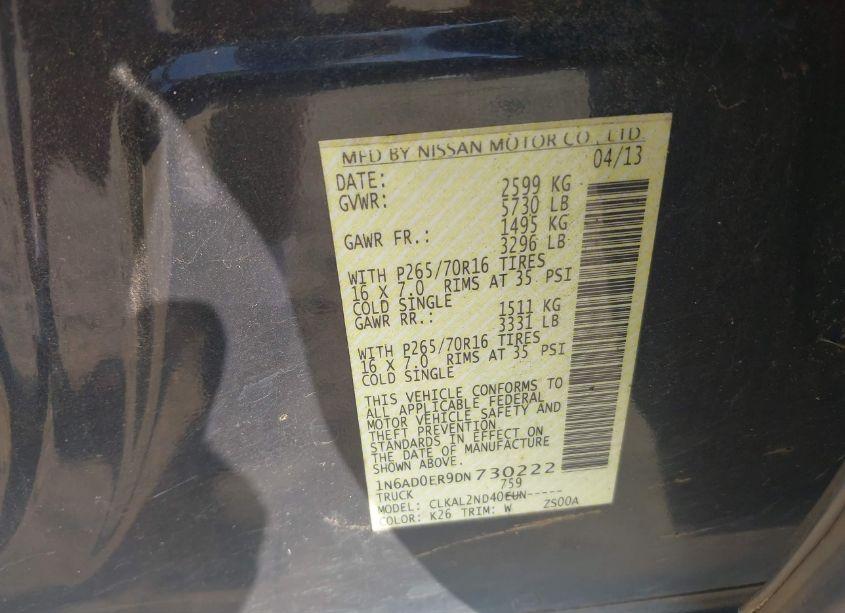 MFD BY NISSAN MOTOR CO., LTD.
DATE: 04/13
GVWR: 2599 KG
5730 LB
GAWR FR.: 1495 KG
3296 LB
WITH P265/70R16 TIRES
16 X 7.0 RIMS AT 35 PSI
COLD SINGLE
GAWR RR.: 1511 KG
3331 LB
WITH P265/70R16 TIRES
16 X 7.0 RIMS AT 35 PSI
COLD SINGLE
THIS VEHICLE CONFORMS TO
ALL APPLICABLE FEDERAL
MOTOR VEHICLE SAFETY AND
THEFT PREVENTION
STANDARDS IN EFFECT ON
THE DATE OF MANUFACTURE
SHOWN ABOVE.
1N6AD0ER9DN730222
TRUCK 759
MODEL: CLKAL2ND40EUN-----
COLOR: K26 TRIM: W ZS00A